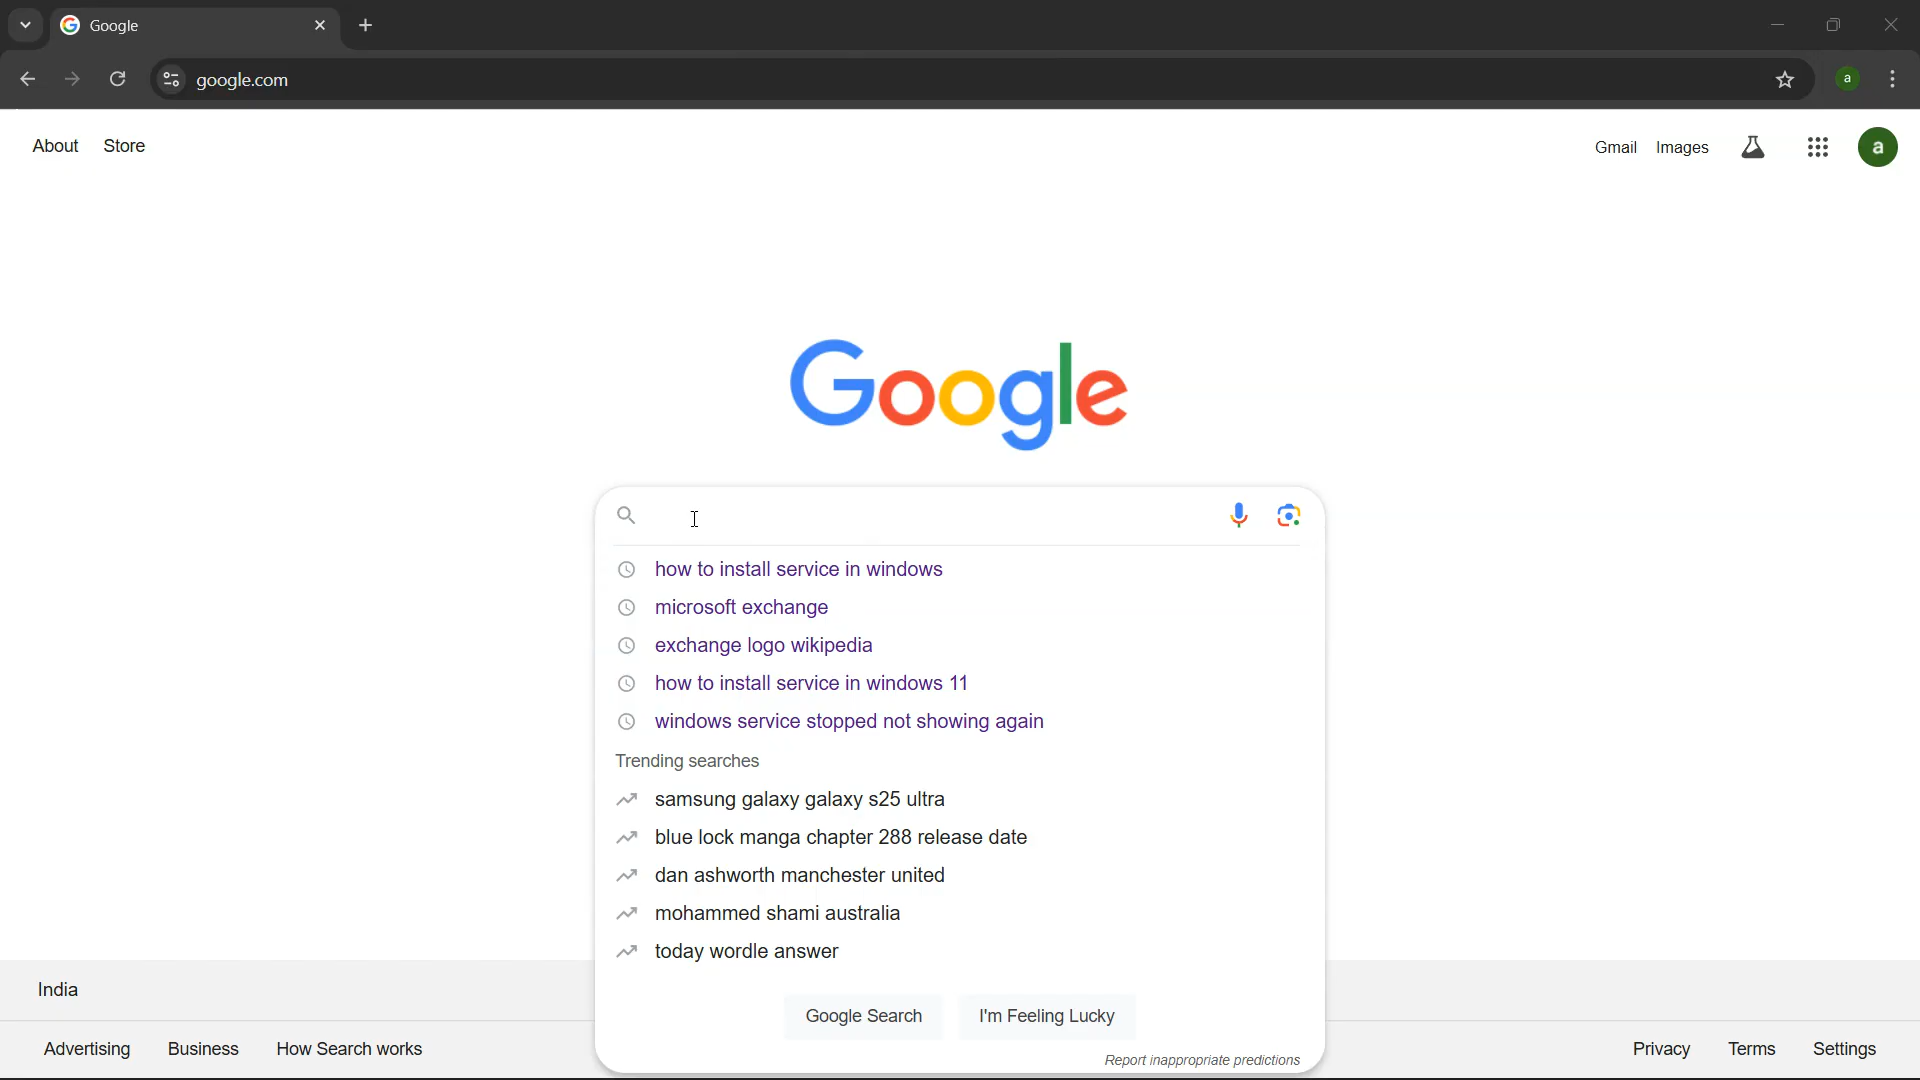 Google
google.com
a
About Store
Gmail Images
a
Google
how to install service in windows
microsoft exchange
exchange logo wikipedia
how to install service in windows 11
windows service stopped not showing again
Trending searches
samsung galaxy galaxy s25 ultra
blue lock manga chapter 288 release date
dan ashworth manchester united
mohammed shami australia
today wordle answer
Google Search I'm Feeling Lucky
Report inappropriate predictions
India
Advertising Business How Search works
Privacy Terms Settings